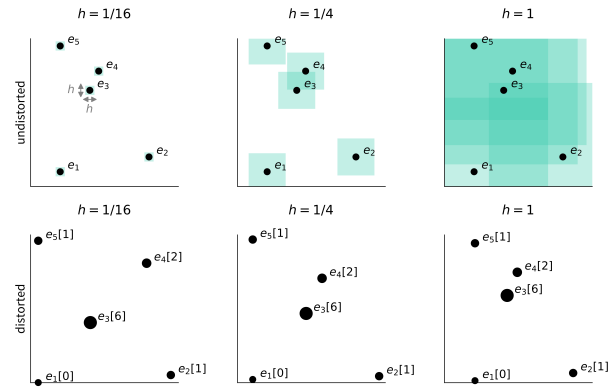 h = 1/16
h = 1/4
h = 1
undistorted
e5
e4
e3
h
h
e2
e1
e5
e4
e3
e2
e1
e5
e4
e3
e2
e1
h = 1/16
h = 1/4
h = 1
distorted
e5[1]
e4[2]
e3[6]
e2[1]
e1[0]
e5[1]
e4[2]
e3[6]
e2[1]
e1[0]
e5[1]
e4[2]
e3[6]
e2[1]
e1[0]